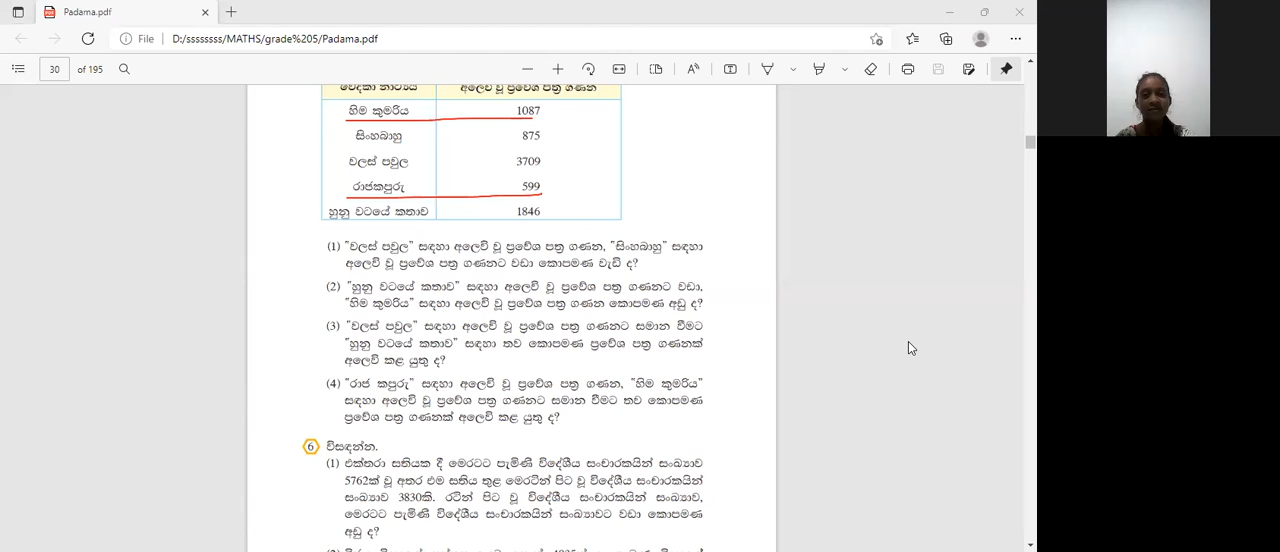 Padama.pdf
File
D:/ssssssss/MATHS/grade%205/Padama.pdf
30
of 195
වේදිකා නාට්‍යය
අලෙවි වූ ප්‍රවේශ පත්‍ර ගණන
හිම කුමරිය 1087
සිංහබාහු 875
වලස් පවුල 3709
රාජකපුරු 599
හුනු වටයේ කතාව 1846
(1) "වලස් පවුල" සඳහා අලෙවි වූ ප්‍රවේශ පත්‍ර ගණන, "සිංහබාහු" සඳහා
අලෙවි වූ ප්‍රවේශ පත්‍ර ගණනට වඩා කොපමණ වැඩි ද?
(2) "හුනු වටයේ කතාව" සඳහා අලෙවි වූ ප්‍රවේශ පත්‍ර ගණනට වඩා,
"හිම කුමරිය" සඳහා අලෙවි වූ ප්‍රවේශ පත්‍ර ගණන කොපමණ අඩු ද?
(3) "වලස් පවුල" සඳහා අලෙවි වූ ප්‍රවේශ පත්‍ර ගණනට සමාන වීමට
"හුනු වටයේ කතාව" සඳහා තව කොපමණ ප්‍රවේශ පත්‍ර ගණනක්
අලෙවි කළ යුතු ද?
(4) "රාජ කපුරු" සඳහා අලෙවි වූ ප්‍රවේශ පත්‍ර ගණන, "හිම කුමරිය"
සඳහා අලෙවි වූ ප්‍රවේශ පත්‍ර ගණනට සමාන වීමට තව කොපමණ
ප්‍රවේශ පත්‍ර ගණනක් අලෙවි කළ යුතු ද?
6 විසඳන්න.
(1) එක්තරා සතියක දී මෙරටට පැමිණි විදේශීය සංචාරකයින් සංඛ්‍යාව
5762ක් වූ අතර එම සතිය තුළ මෙරටින් පිට වූ විදේශීය සංචාරකයින්
සංඛ්‍යාව 3830කි. රටින් පිට වූ විදේශීය සංචාරකයින් සංඛ්‍යාව,
මෙරටට පැමිණි විදේශීය සංචාරකයින් සංඛ්‍යාවට වඩා කොපමණ
අඩු ද?